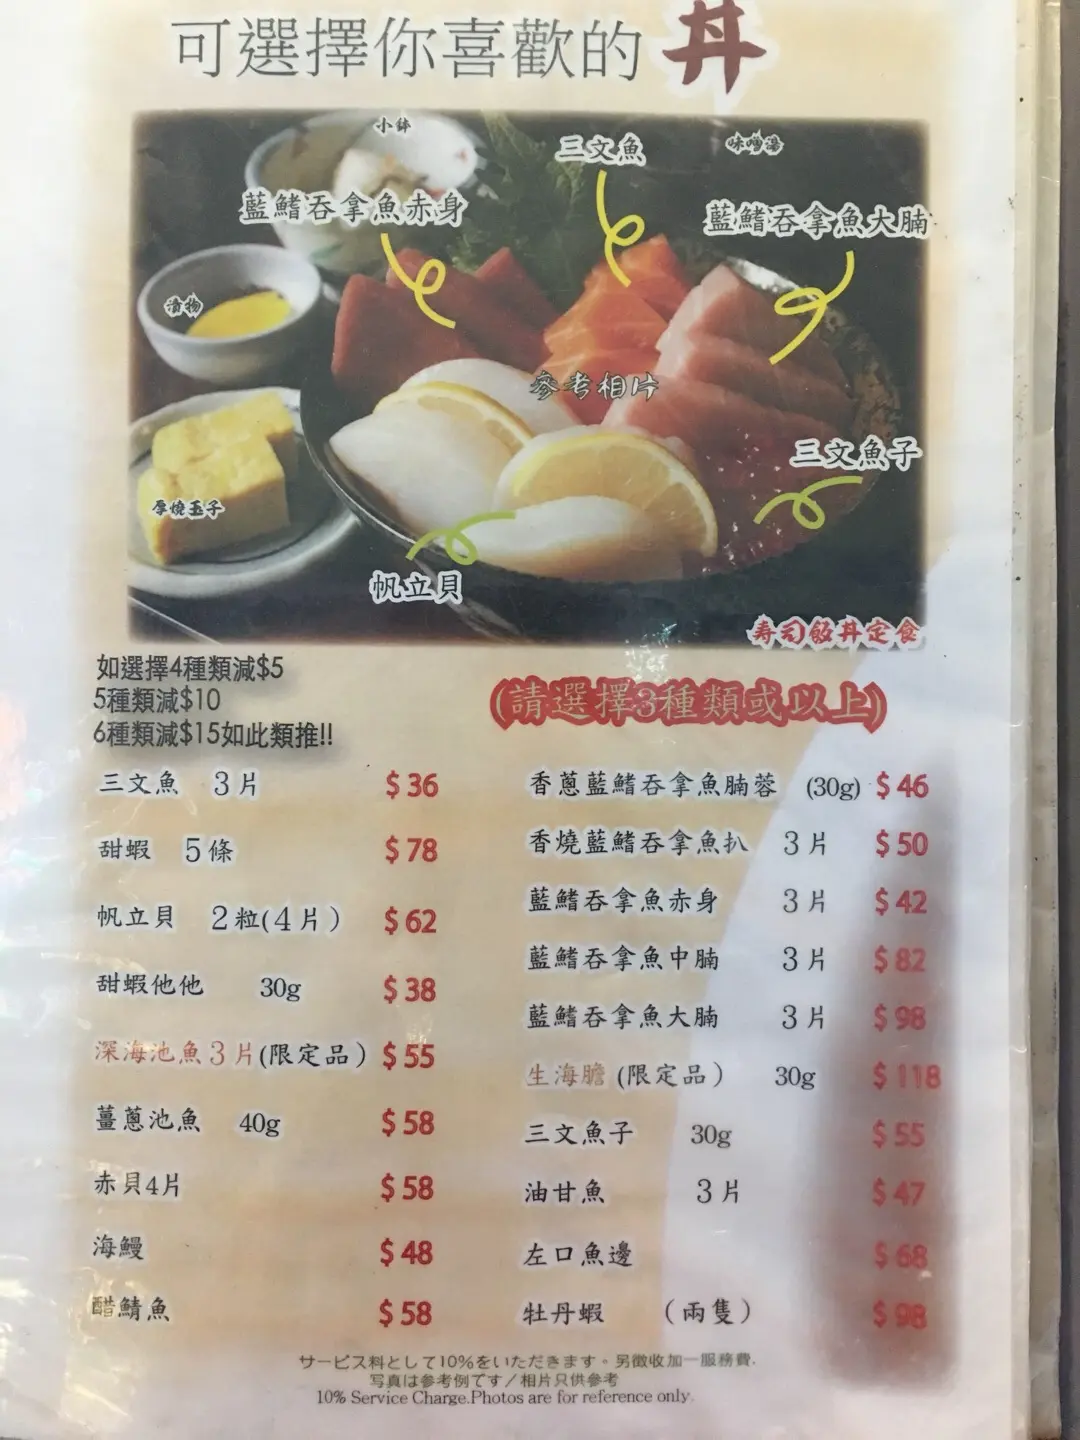 可選擇你喜歡的 丼
小鉢
三文魚
味噌湯
藍鰭吞拿魚赤身
藍鰭吞拿魚大腩
漬物
參考相片
三文魚子
厚燒玉子
帆立貝
寿司飯丼定食
如選擇4種類減$5
5種類減$10
6種類減$15如此類推!!
(請選擇3種類或以上)
三文魚 3片 $36
甜蝦 5條 $78
帆立貝 2粒(4片) $62
甜蝦他他 30g $38
深海池魚3片(限定品) $55
薑蔥池魚 40g $58
赤貝4片 $58
海鰻 $48
醋鯖魚 $58
香蔥藍鰭吞拿魚腩蓉 (30g) $46
香燒藍鰭吞拿魚扒 3片 $50
藍鰭吞拿魚赤身 3片 $42
藍鰭吞拿魚中腩 3片 $82
藍鰭吞拿魚大腩 3片 $98
生海膽 (限定品) 30g $118
三文魚子 30g $55
油甘魚 3片 $47
左口魚邊 $68
牡丹蝦 (兩隻) $98
サービス料として10%をいただきます。另徵收加一服務費.
写真は参考例です/相片只供參考
10% Service Charge.Photos are for reference only.